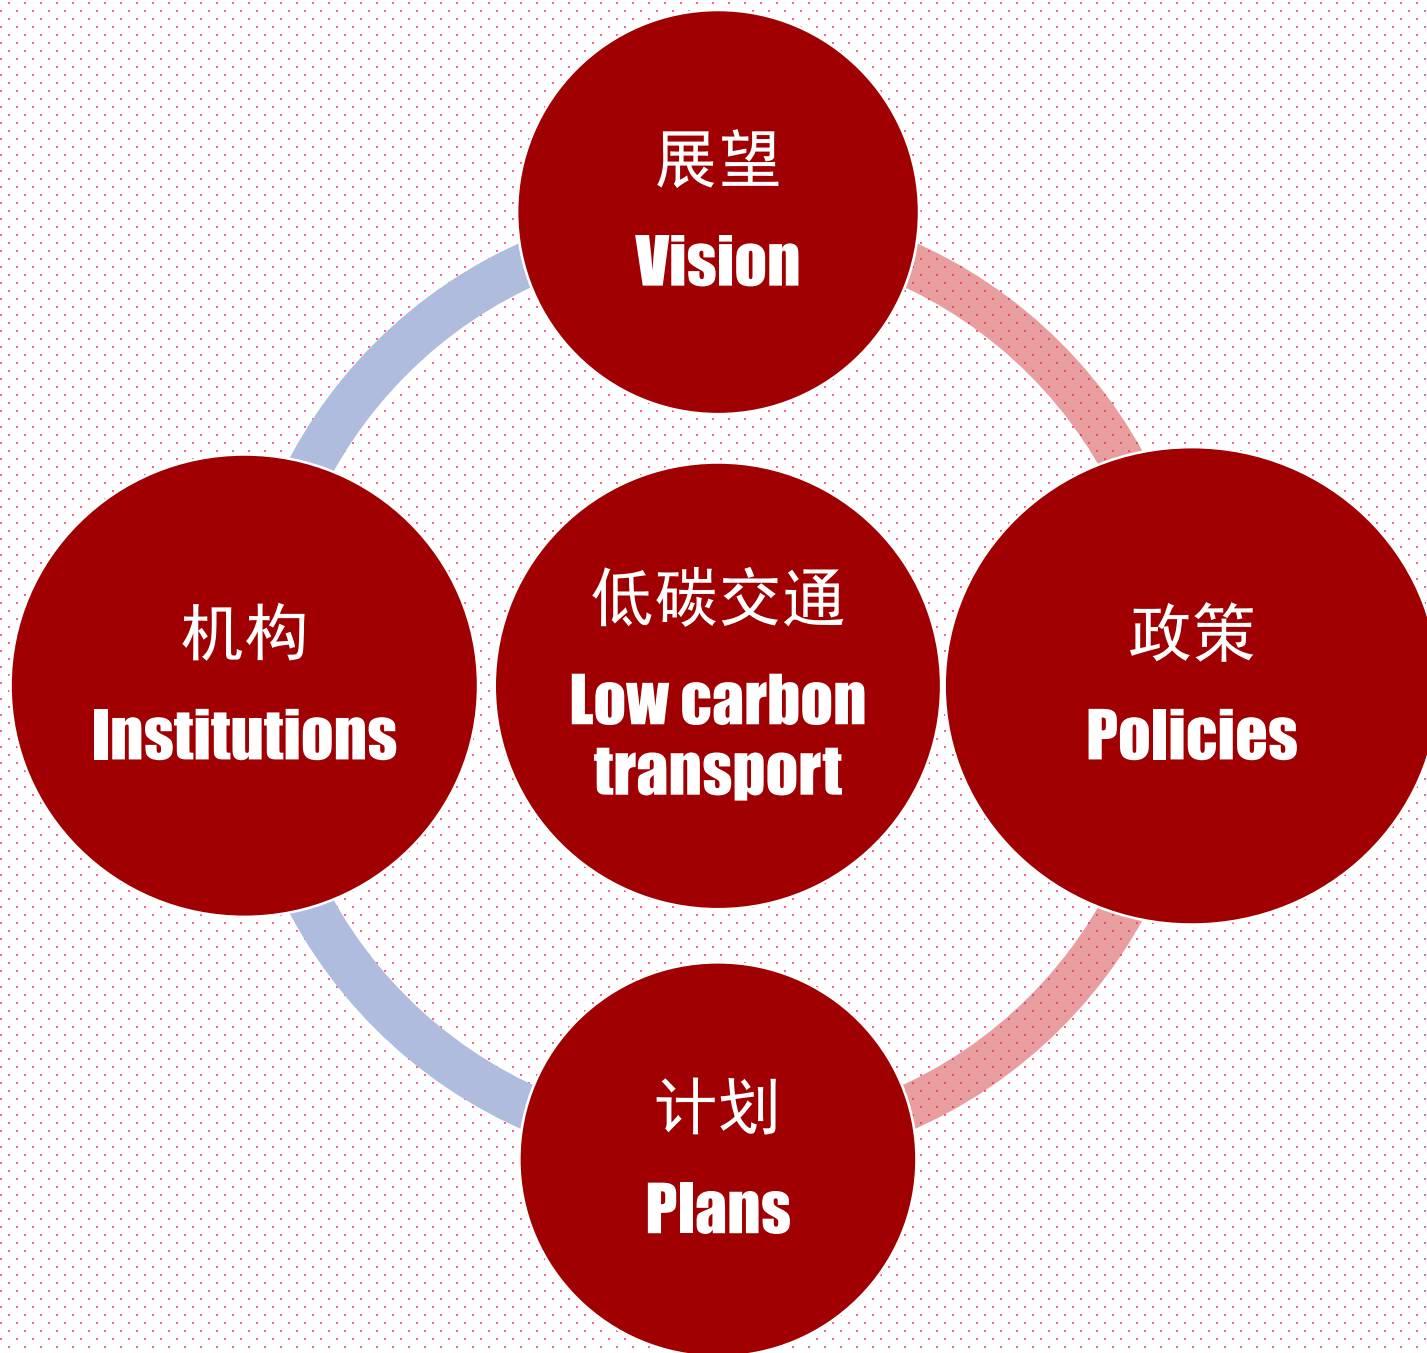 展望
Vision
机构
Institutions
低碳交通
Low carbon
transport
政策
Policies
计划
Plans